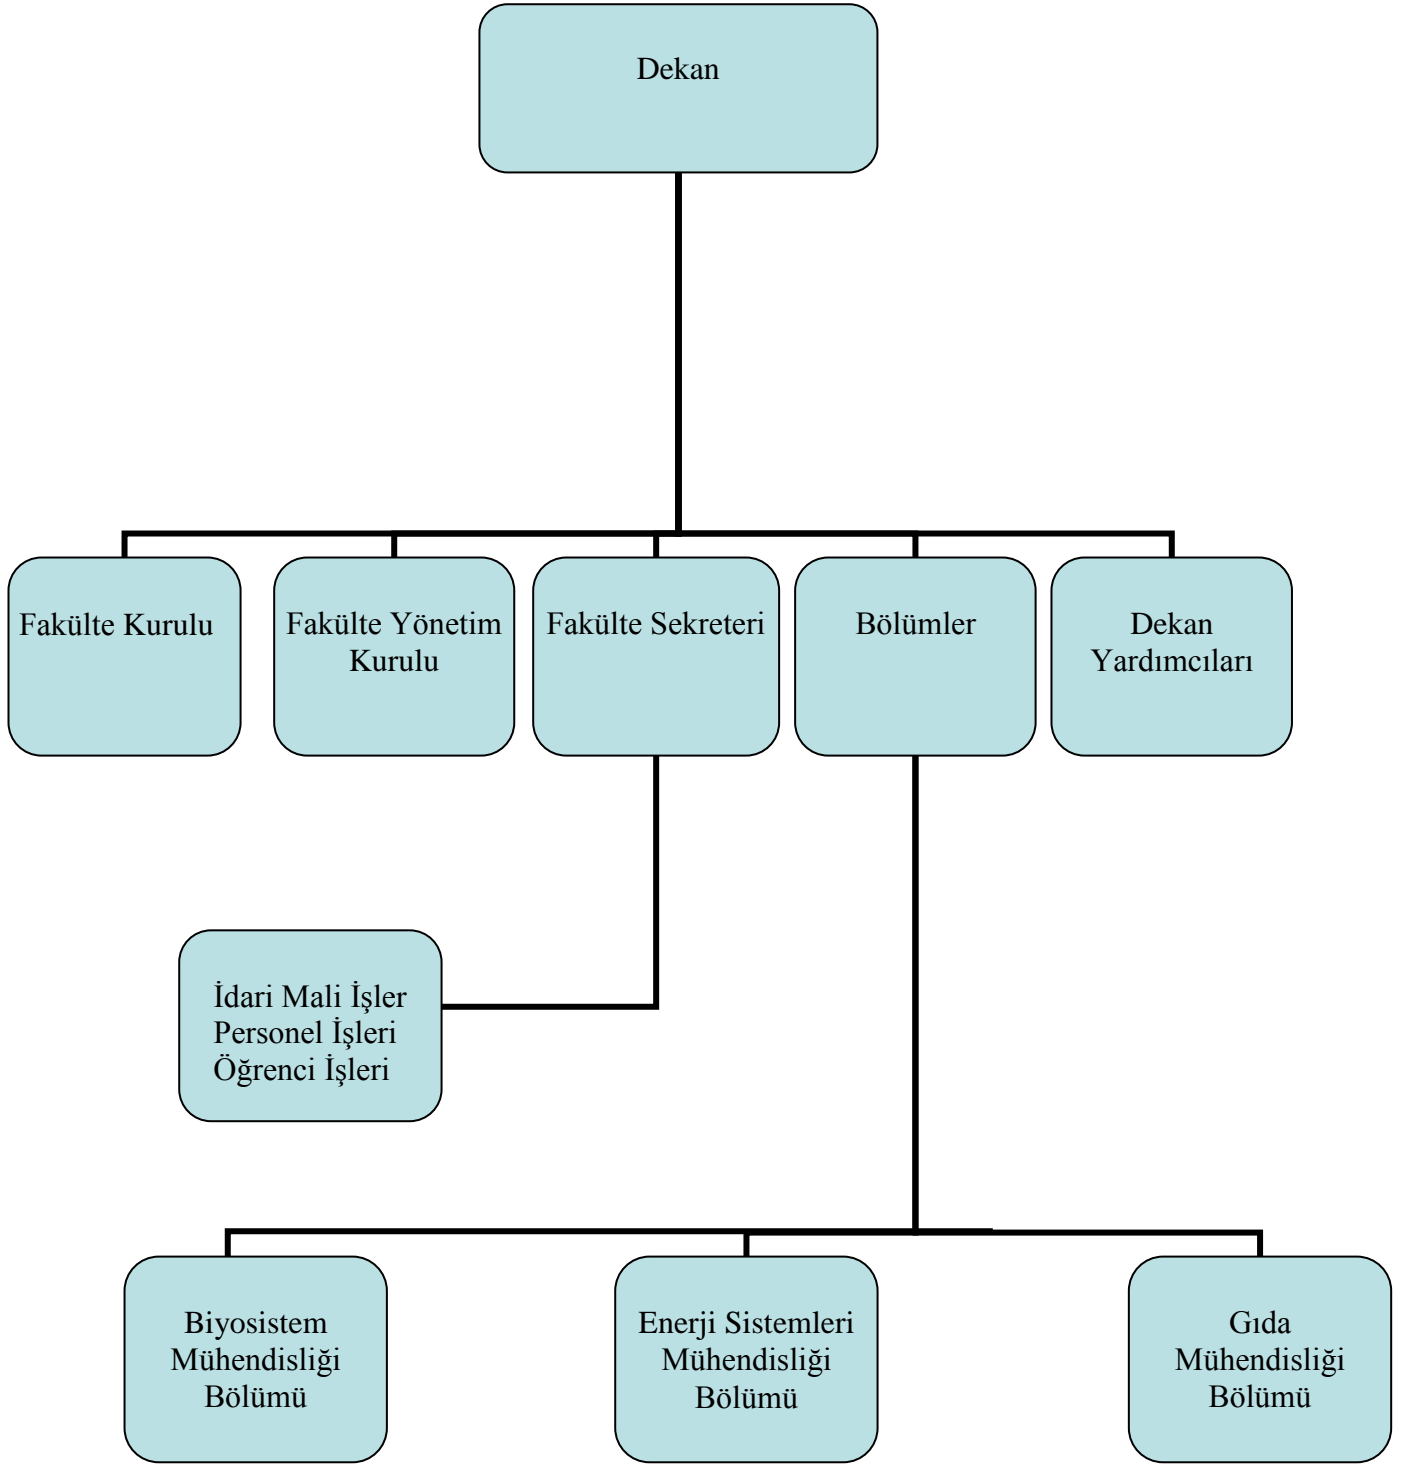 Dekan
Fakülte Kurulu
Fakülte Yönetim
Kurulu
Fakülte Sekreteri
Bölümler
Dekan
Yardımcıları
İdari Mali İşler
Personel İşleri
Öğrenci İşleri
Biyosistem
Mühendisliği
Bölümü
Enerji Sistemleri
Mühendisliği
Bölümü
Gıda
Mühendisliği
Bölümü